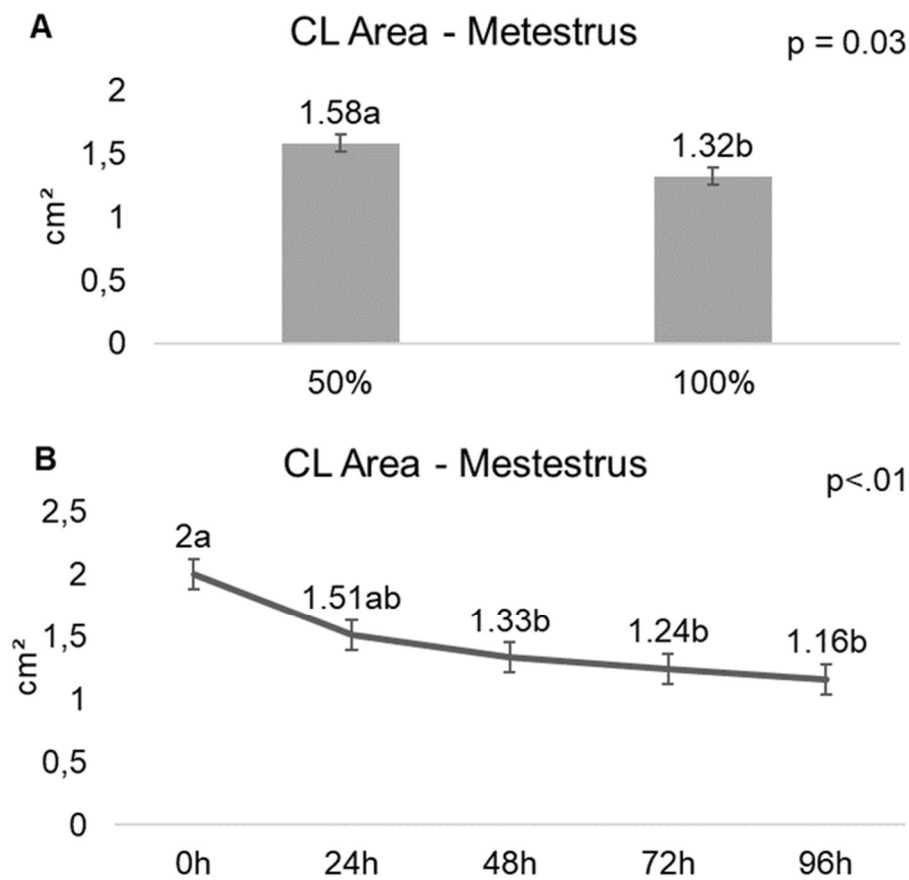 A
CL Area - Metestrus
p = 0.03
2
1.58a
1.32b
1,5
cm²
1
0,5
0
50%
100%
B
CL Area - Mestestrus
p<.01
2,5
2a
2
1.51ab
1.33b
1.24b
1.16b
1,5
cm²
1
0,5
0
0h
24h
48h
72h
96h